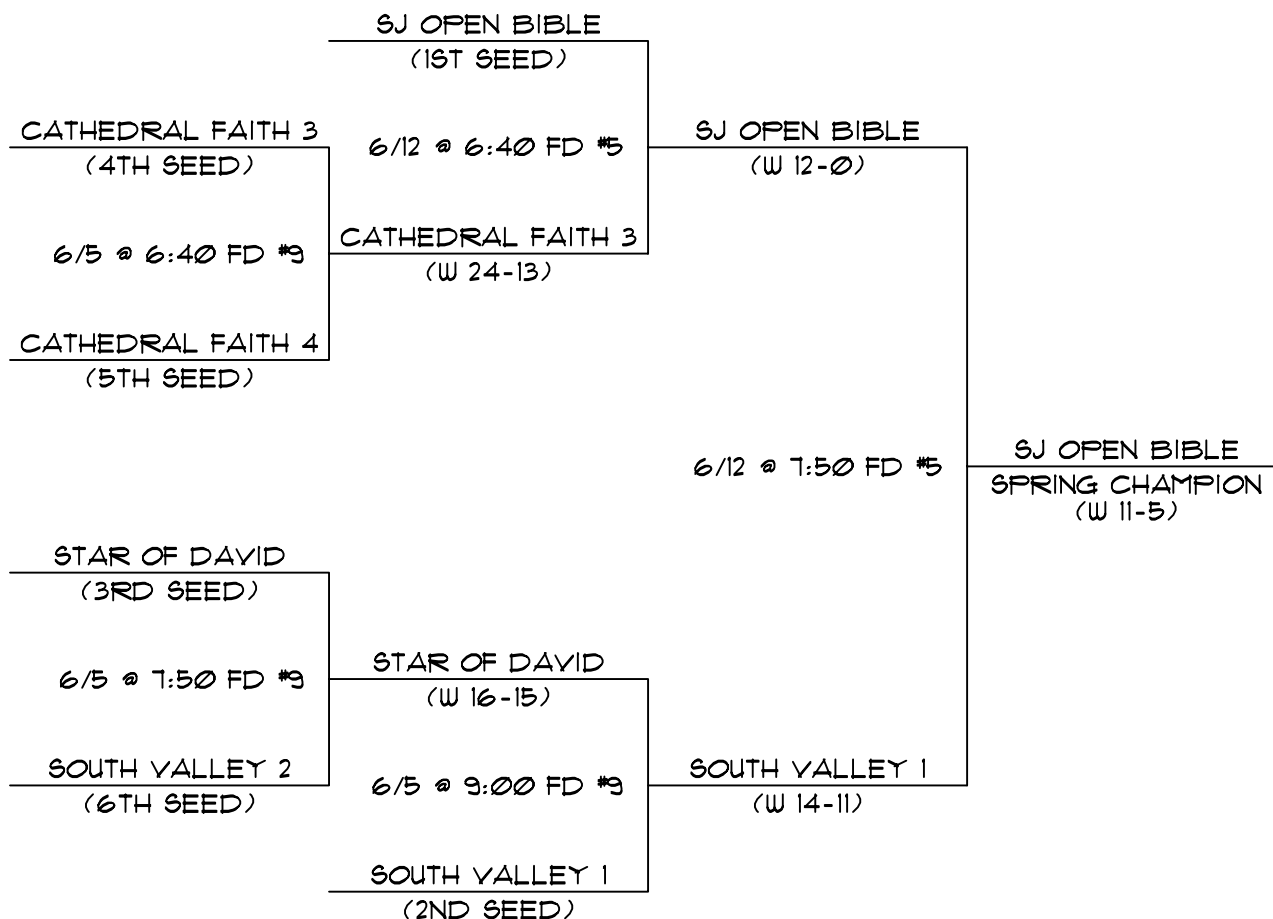 SJ OPEN BIBLE
(1ST SEED)
CATHEDRAL FAITH 3
(4TH SEED)
6/12 @ 6:40 FD #5
SJ OPEN BIBLE
(W 12-0)
6/5 @ 6:40 FD #9
CATHEDRAL FAITH 3
(W 24-13)
CATHEDRAL FAITH 4
(5TH SEED)
6/12 @ 7:50 FD #5
SJ OPEN BIBLE
SPRING CHAMPION
(W 11-5)
STAR OF DAVID
(3RD SEED)
6/5 @ 7:50 FD #9
STAR OF DAVID
(W 16-15)
SOUTH VALLEY 2
(6TH SEED)
6/5 @ 9:00 FD #9
SOUTH VALLEY 1
(W 14-11)
SOUTH VALLEY 1
(2ND SEED)